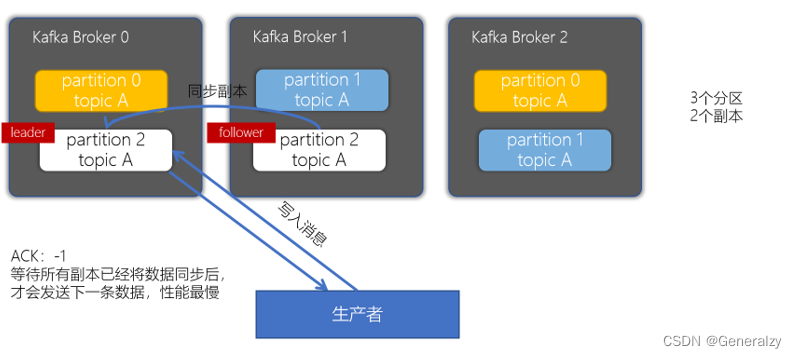 Kafka Broker 0
partition 0
topic A
leader
partition 2
topic A
同步副本
Kafka Broker 1
partition 1
topic A
follower
partition 2
topic A
Kafka Broker 2
partition 0
topic A
partition 1
topic A
3个分区
2个副本
写入消息
ACK：-1
等待所有副本已经将数据同步后，
才会发送下一条数据，性能最慢
生产者
CSDN @Generalzy